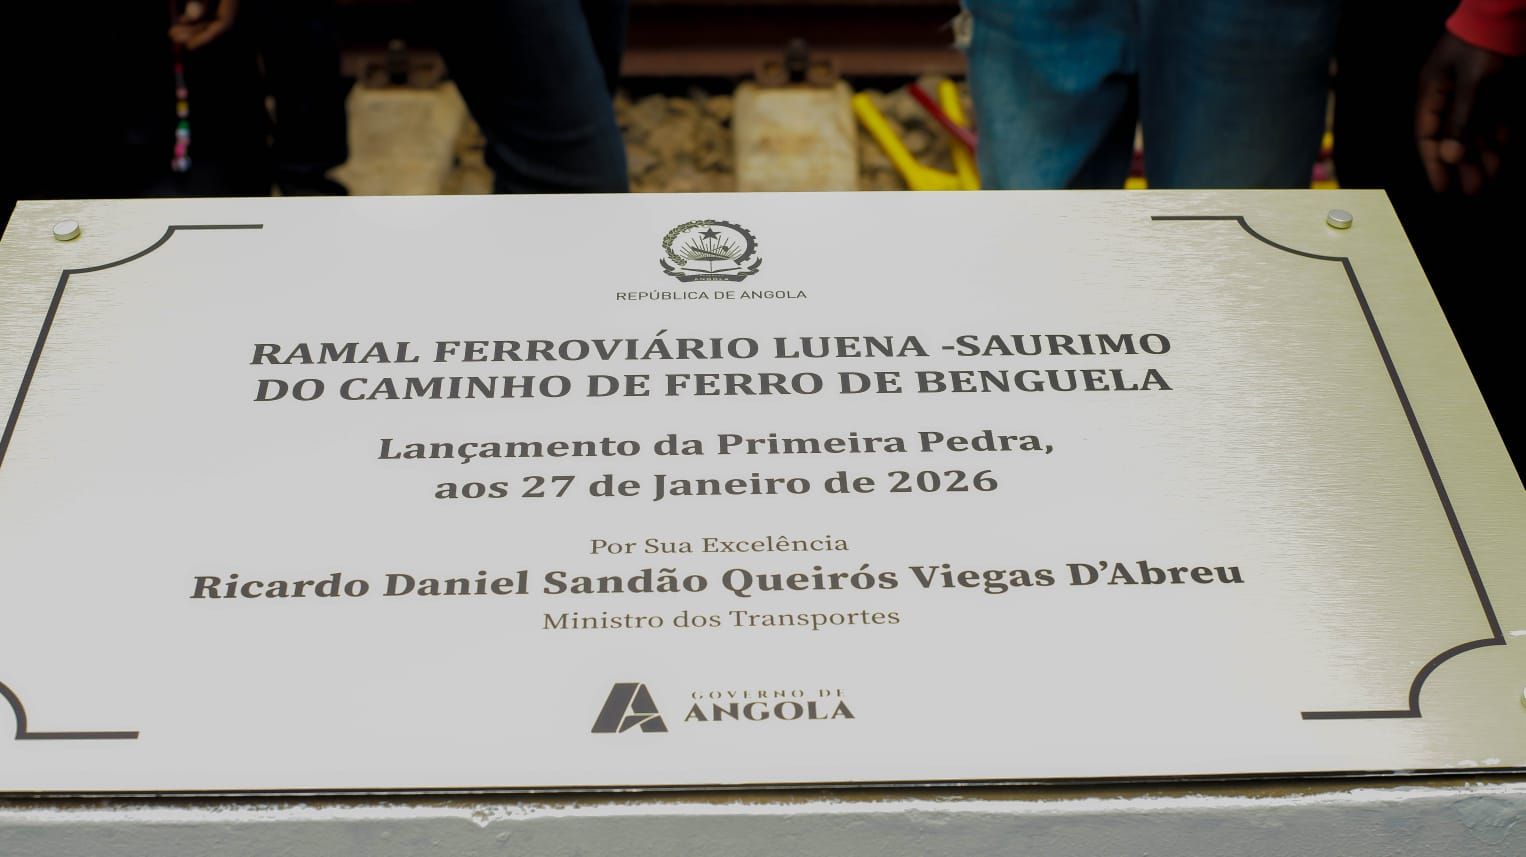 ANGOLA
REPÚBLICA DE ANGOLA
RAMAL FERROVIÁRIO LUENA -SAURIMO
DO CAMINHO DE FERRO DE BENGUELA
Lançamento da Primeira Pedra,
aos 27 de Janeiro de 2026
Por Sua Excelência
Ricardo Daniel Sandão Queirós Viegas D’Abreu
Ministro dos Transportes
GOVERNO DE
ANGOLA